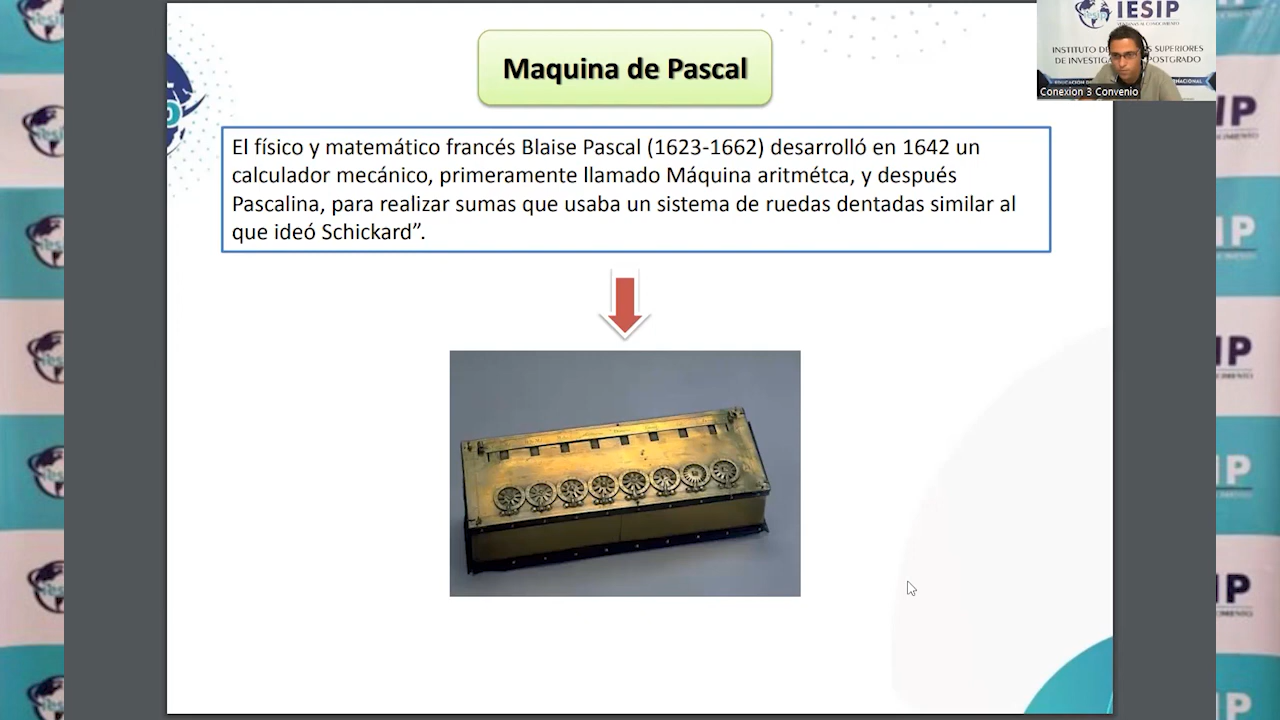 Maquina de Pascal
El físico y matemático francés Blaise Pascal (1623-1662) desarrolló en 1642 un
calculador mecánico, primeramente llamado Máquina aritmétca, y después
Pascalina, para realizar sumas que usaba un sistema de ruedas dentadas similar al
que ideó Schickard”.
IESIP
INSTITUTO DE SUPERIORES
DE POSTGRADO
Conexion 3 Convenio